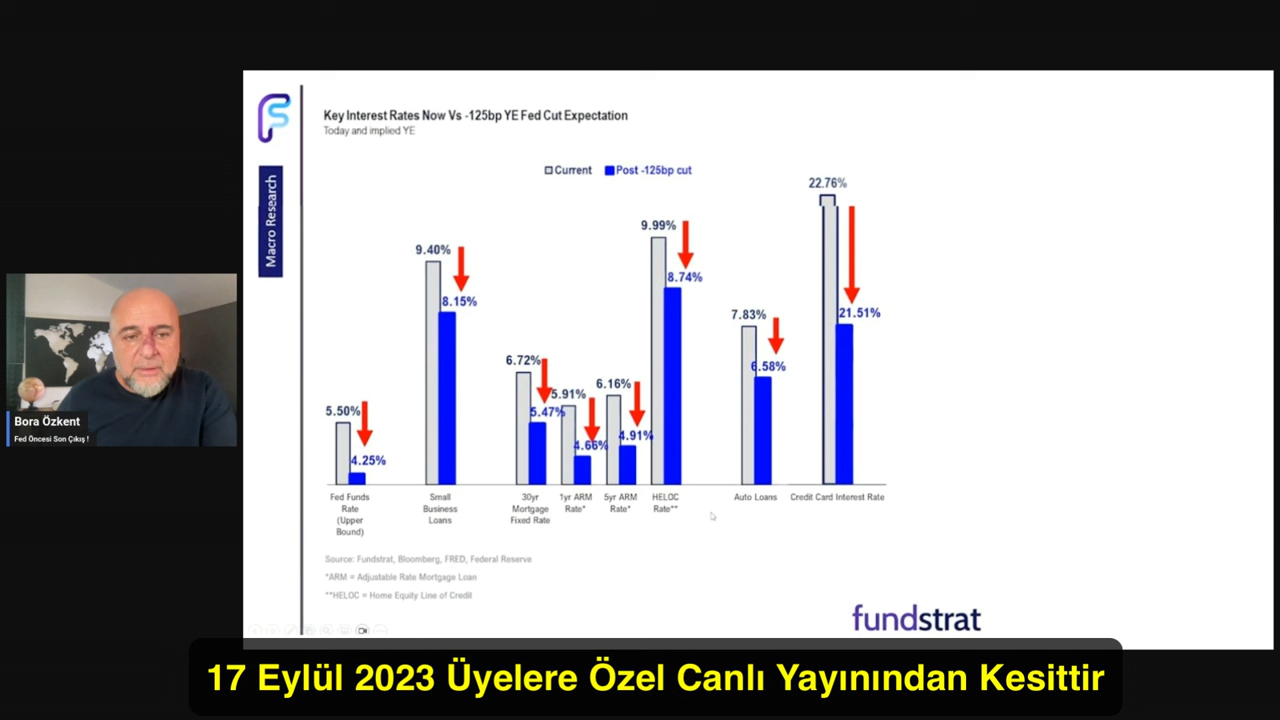 Key Interest Rates Now Vs -125bp YE Fed Cut Expectation
Today and implied YE
Macro Research
Current
Post -125bp cut
5.50%
4.25%
9.40%
8.15%
6.72%
5.47%
5.91%
4.66%
6.16%
4.91%
9.99%
8.74%
7.83%
6.58%
22.76%
21.51%
Fed Funds
Rate
(Upper
Bound)
Small
Business
Loans
30yr
Mortgage
Fixed Rate
1yr ARM
Rate*
5yr ARM
Rate*
HELOC
Rate**
Auto Loans
Credit Card Interest Rate
Source: Fundstrat, Bloomberg, FRED, Federal Reserve
*ARM = Adjustable Rate Mortgage Loan
**HELOC = Home Equity Line of Credit
fundstrat
Bora Özkent
Fed Öncesi Son Çıkış !
17 Eylül 2023 Üyelere Özel Canlı Yayınından Kesittir